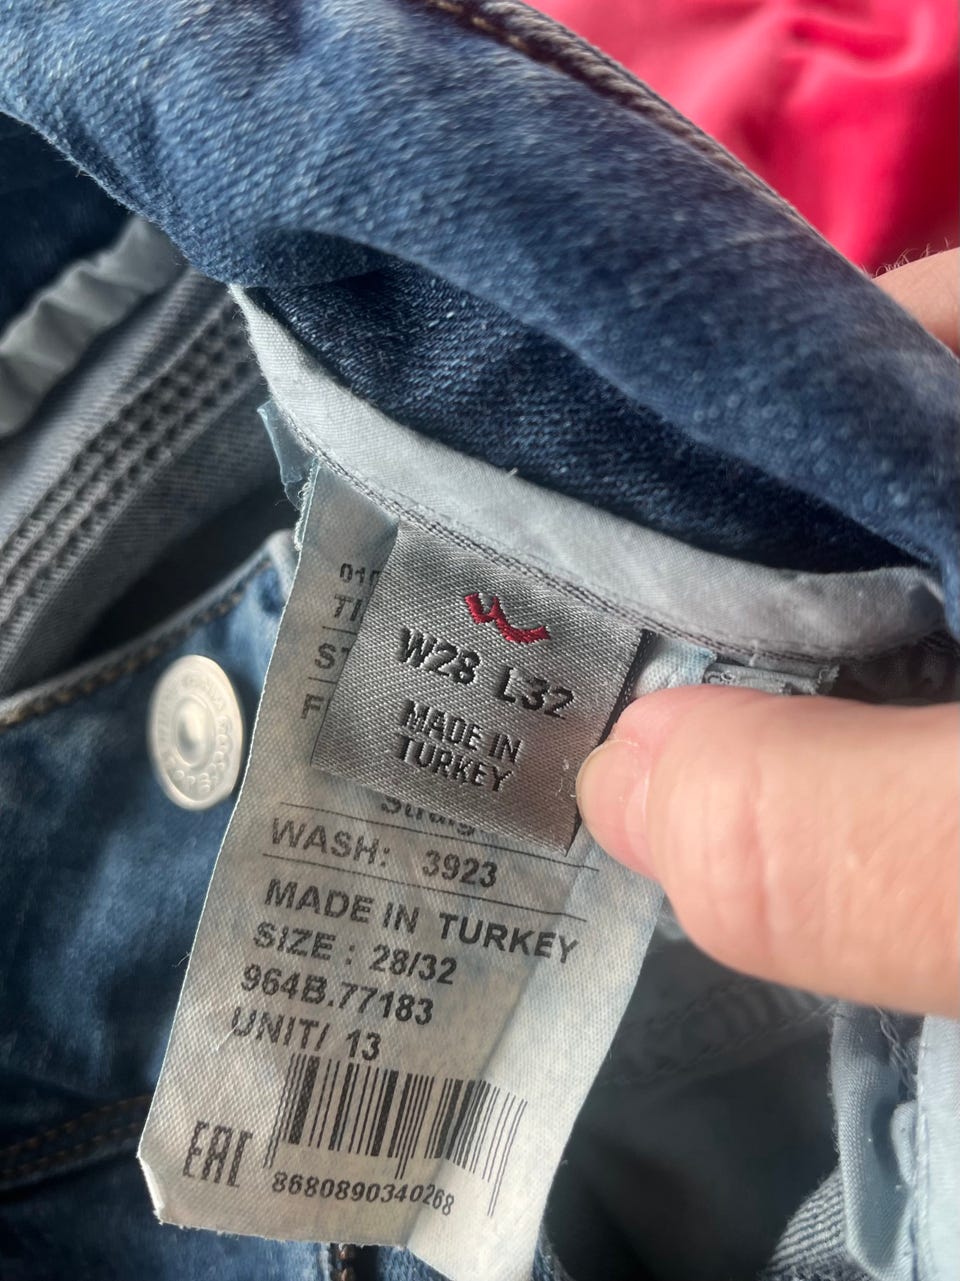 W28 L32
MADE IN
TURKEY
WASH: 3923
MADE IN TURKEY
SIZE : 28/32
964B.77183
UNIT/ 13
EAC
8680890340268